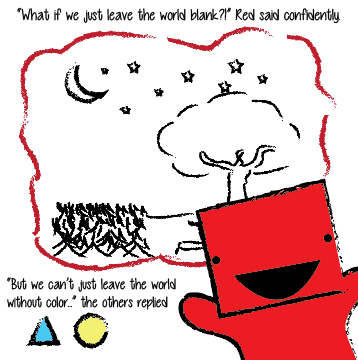 "What if we just leave the world blank?!" Red said confidently.
"But we can't just leave the world
without color..." the others replied